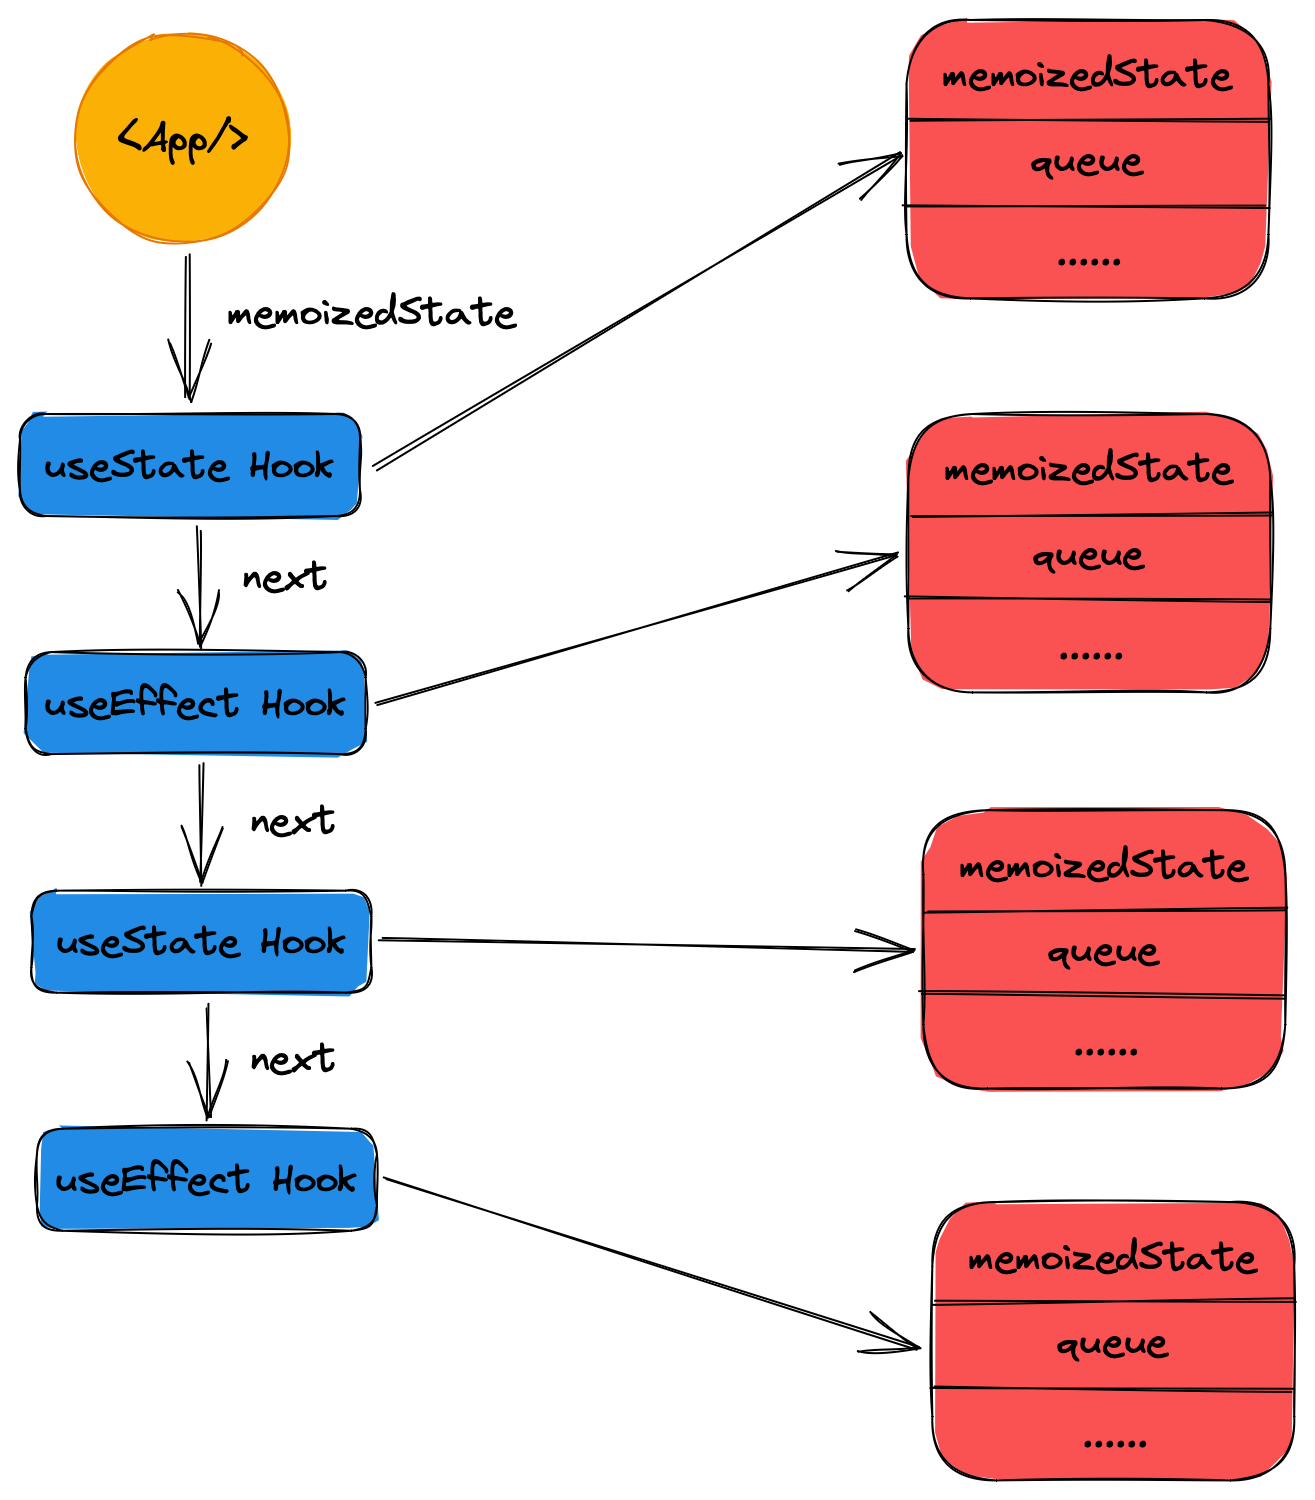 <App/>
memoizedState
useState Hook
next
useEffect Hook
next
useState Hook
next
useEffect Hook
memoizedState
queue
......
memoizedState
queue
......
memoizedState
queue
......
memoizedState
queue
......